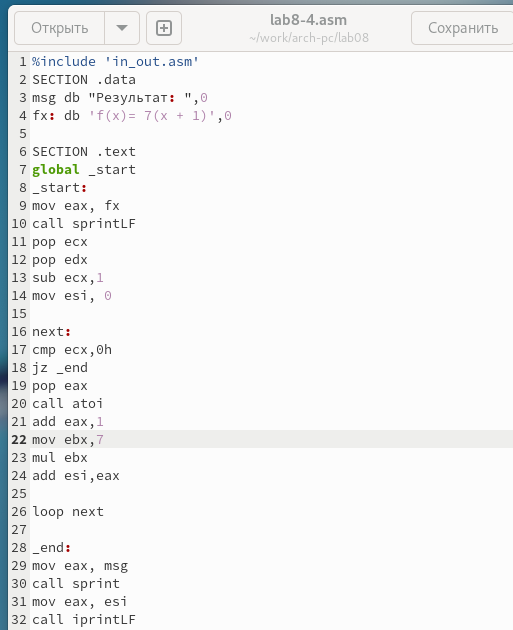 Открыть
lab8-4.asm
~/work/arch-pc/lab08
Сохранить
1 %include 'in_out.asm'
2 SECTION .data
3 msg db "Результат: ",0
4 fx: db 'f(x)= 7(x + 1)',0
5
6 SECTION .text
7 global _start
8 _start:
9 mov eax, fx
10 call sprintLF
11 pop ecx
12 pop edx
13 sub ecx,1
14 mov esi, 0
15
16 next:
17 cmp ecx,0h
18 jz _end
19 pop eax
20 call atoi
21 add eax,1
22 mov ebx,7
23 mul ebx
24 add esi,eax
25
26 loop next
27
28 _end:
29 mov eax, msg
30 call sprint
31 mov eax, esi
32 call iprintLF